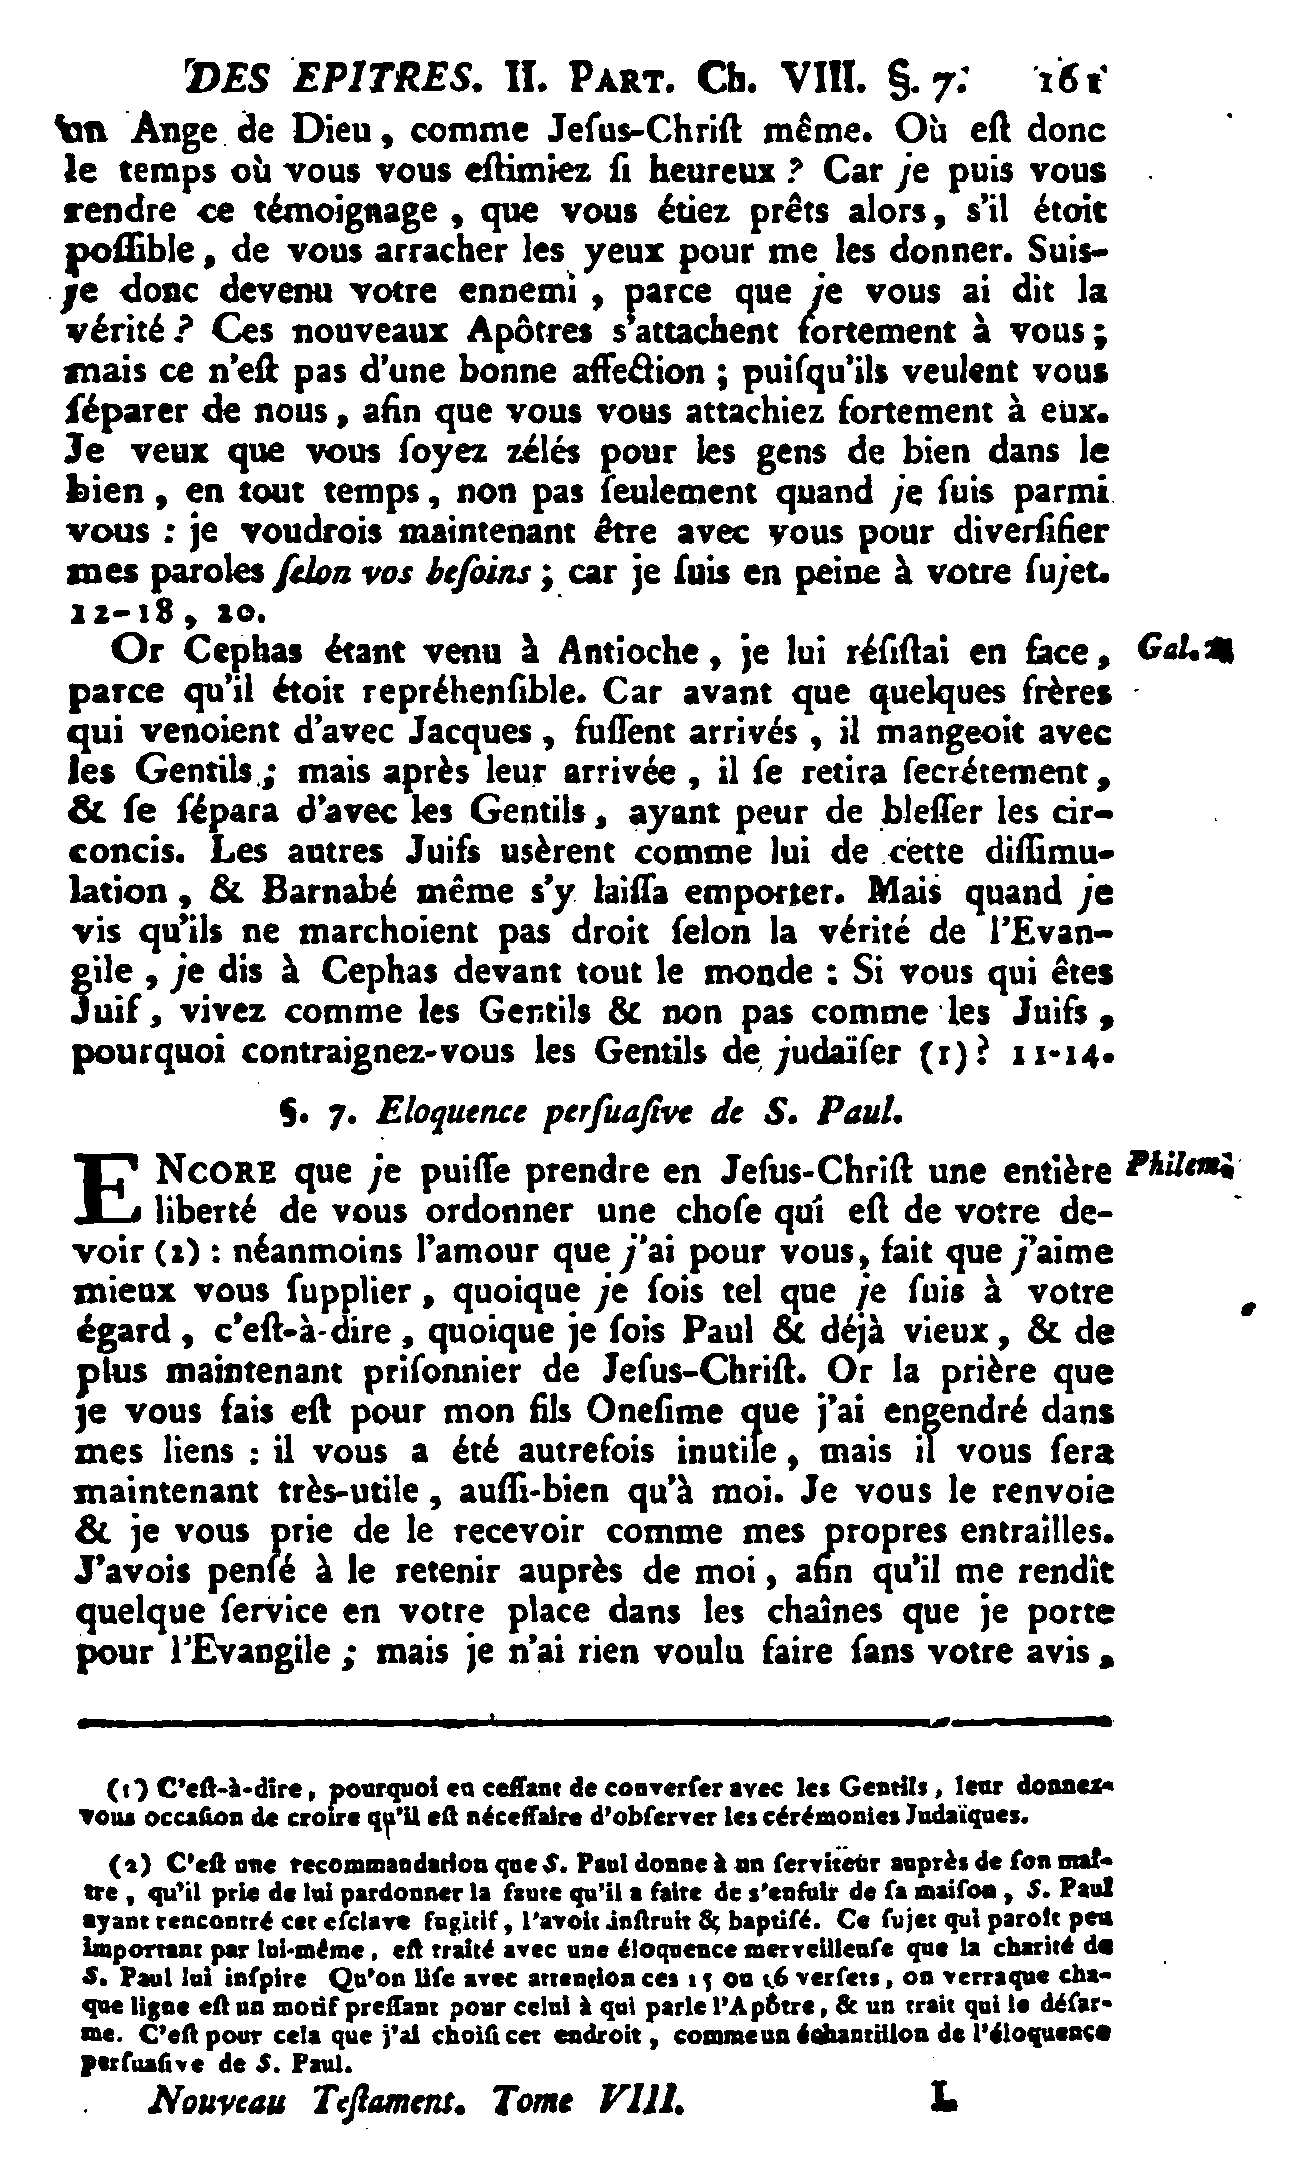 DES EPITRES. II. PART. Ch. VIII. §. 7. 161
un Ange de Dieu, comme Jeſus-Chriſt même. Où eſt donc
le temps où vous vous eſtimiez ſi heureux ? Car je puis vous
rendre ce témoignage, que vous étiez prêts alors, s'il étoit
poſſible, de vous arracher les yeux pour me les donner. Suis-
je donc devenu votre ennemi, parce que je vous ai dit la
vérité ? Ces nouveaux Apôtres s'attachent fortement à vous ;
mais ce n'eſt pas d'une bonne affection ; puiſqu'ils veulent vous
ſéparer de nous, afin que vous vous attachiez fortement à eux.
Je veux que vous ſoyez zélés pour les gens de bien dans le
bien, en tout temps, non pas ſeulement quand je ſuis parmi
vous : je voudrois maintenant être avec vous pour diverſifier
mes paroles ſelon vos beſoins ; car je ſuis en peine à votre ſujet.
12-18, 20.
Or Cephas étant venu à Antioche, je lui réſiſtai en face, Gal. 2
parce qu'il étoit repréhenſible. Car avant que quelques frères
qui venoient d'avec Jacques, fuſſent arrivés, il mangeoit avec
les Gentils ; mais après leur arrivée, il ſe retira ſecrétement,
& ſe ſépara d'avec les Gentils, ayant peur de bleſſer les cir-
concis. Les autres Juifs usèrent comme lui de cette diſſimu-
lation, & Barnabé même s'y laiſſa emporter. Mais quand je
vis qu'ils ne marchoient pas droit ſelon la vérité de l'Evan-
gile, je dis à Cephas devant tout le monde : Si vous qui êtes
Juif, vivez comme les Gentils & non pas comme les Juifs,
pourquoi contraignez-vous les Gentils de judaïſer (1) ? 11-14.
§. 7. Eloquence perſuaſive de S. Paul.
ENCORE que je puiſſe prendre en Jeſus-Chriſt une entière Philem.
liberté de vous ordonner une choſe qui eſt de votre de-
voir (2) : néanmoins l'amour que j'ai pour vous, fait que j'aime
mieux vous ſupplier, quoique je ſois tel que je ſuis à votre
égard, c'eſt-à-dire, quoique je ſois Paul & déjà vieux, & de
plus maintenant priſonnier de Jeſus-Chriſt. Or la prière que
je vous fais eſt pour mon fils Oneſime que j'ai engendré dans
mes liens : il vous a été autrefois inutile, mais il vous ſera
maintenant très-utile, auſſi-bien qu'à moi. Je vous le renvoie
& je vous prie de le recevoir comme mes propres entrailles.
J'avois penſé à le retenir auprès de moi, afin qu'il me rendît
quelque ſervice en votre place dans les chaînes que je porte
pour l'Evangile ; mais je n'ai rien voulu faire ſans votre avis,
(1) C'eſt-à-dire, pourquoi en ceſſant de converſer avec les Gentils, leur donnez-
vous occaſion de croire qu'il eſt néceſſaire d'obſerver les cérémonies Judaïques.
(2) C'eſt une recommandation que S. Paul donne à un ſerviteur auprès de ſon maî-
tre, qu'il prie de lui pardonner la faute qu'il a faite de s'enfuir de ſa maiſon, S. Paul
ayant rencontré cet eſclave fugitif, l'avoit inſtruit & baptiſé. Ce ſujet qui paroît peu
important par lui-même, eſt traité avec une éloquence merveilleuſe que la charité de
S. Paul lui inſpire Qu'on liſe avec attention ces 15 ou 16 verſets, on verra que cha-
que ligne eſt un motif preſſant pour celui à qui parle l'Apôtre, & un trait qui le déſar-
me. C'eſt pour cela que j'ai choiſi cet endroit, comme un échantillon de l'éloquence
perſuaſive de S. Paul.
Nouveau Teſtament. Tome VIII. L